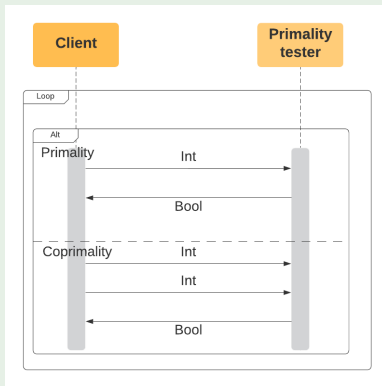 Client
Primality
tester
Loop
Alt
Primality
Int
Bool
Coprimality
Int
Int
Bool